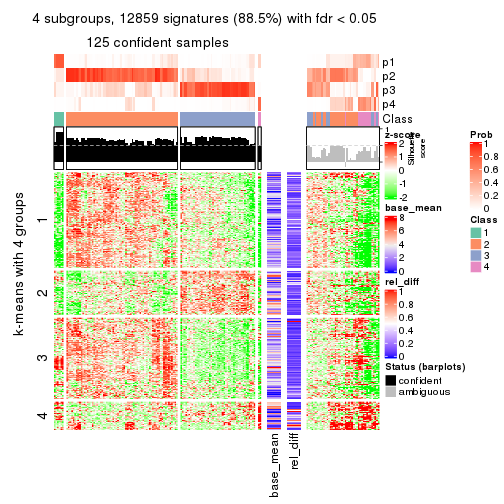 4 subgroups, 12859 signatures (88.5%) with fdr < 0.05
125 confident samples
p1
p2
p3
p4
Class
1
Silhouette
score
k-means with 4 groups
1
2
3
4
base_mean
rel_diff
z-score
2
1
0
-1
-2
base_mean
8
6
4
2
0
rel_diff
1
0.8
0.6
0.4
0.2
0
Status (barplots)
confident
ambiguous
Prob
1
0.8
0.6
0.4
0.2
0
Class
1
2
3
4